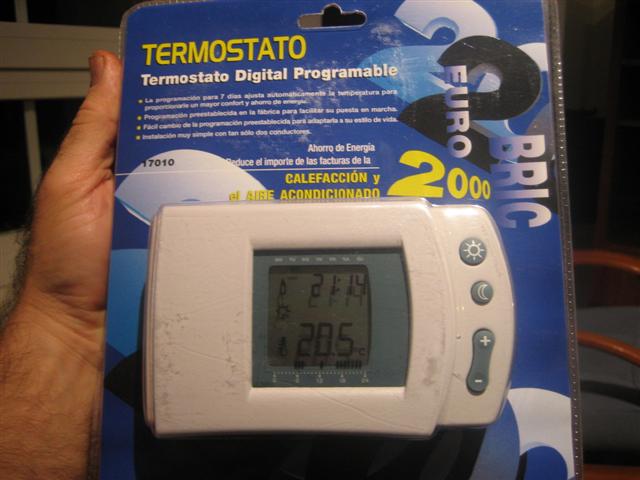 TERMOSTATO
Termostato Digital Programable
La programación para 7 días ajusta automáticamente la temperatura para
proporcionarle un mayor confort y ahorro de energía.
Programación preestablecida en la fábrica para facilitar su puesta en marcha.
Fácil cambio de la programación preestablecida para adaptarla a su estilo de vida.
Instalación muy simple con tan sólo dos conductores.
Ahorro de Energía
17010
Reduce el importe de las facturas de la
CALEFACCIÓN y
el AIRE ACONDICIONADO
EURO
BRIC
2000
21:14
20.5°C
+
-